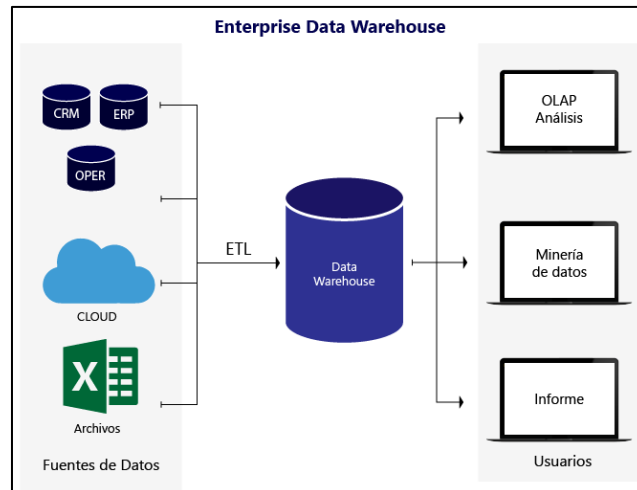 Enterprise Data Warehouse
CRM
ERP
OPER
CLOUD
X
Archivos
Fuentes de Datos
ETL
Data
Warehouse
OLAP
Análisis
Minería
de datos
Informe
Usuarios